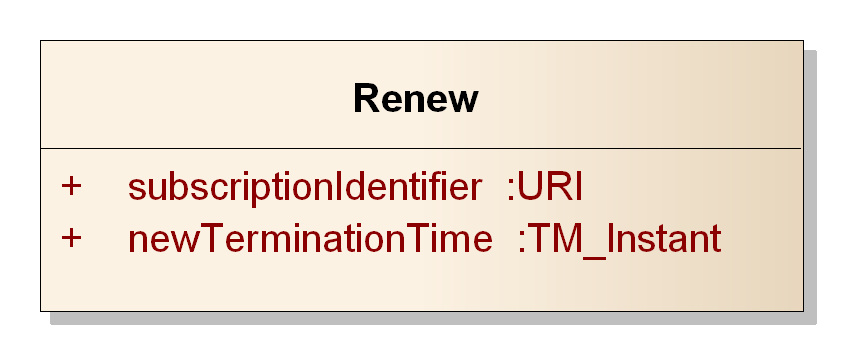 Renew
+ subscriptionIdentifier :URI
+ newTerminationTime :TM_Instant